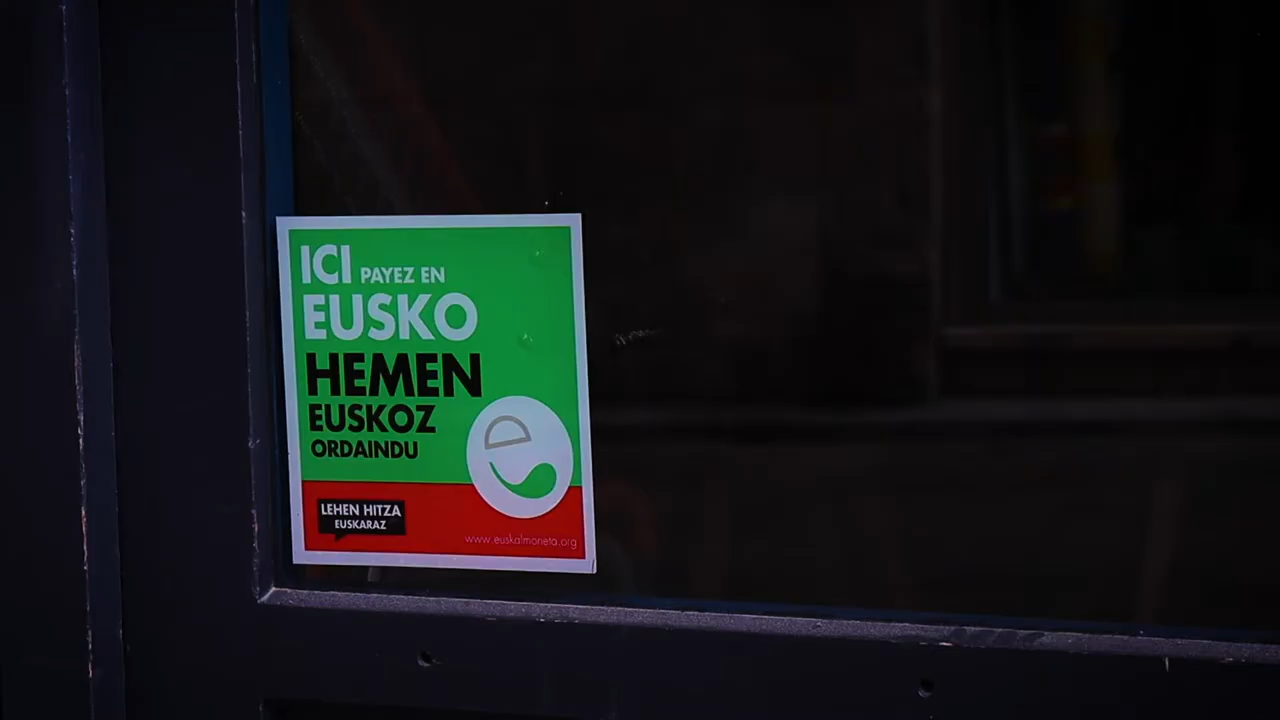 ICI PAYEZ EN
EUSKO
HEMEN
EUSKOZ
ORDAINDU
LEHEN HITZA
EUSKARAZ
www.euskalmoneta.org